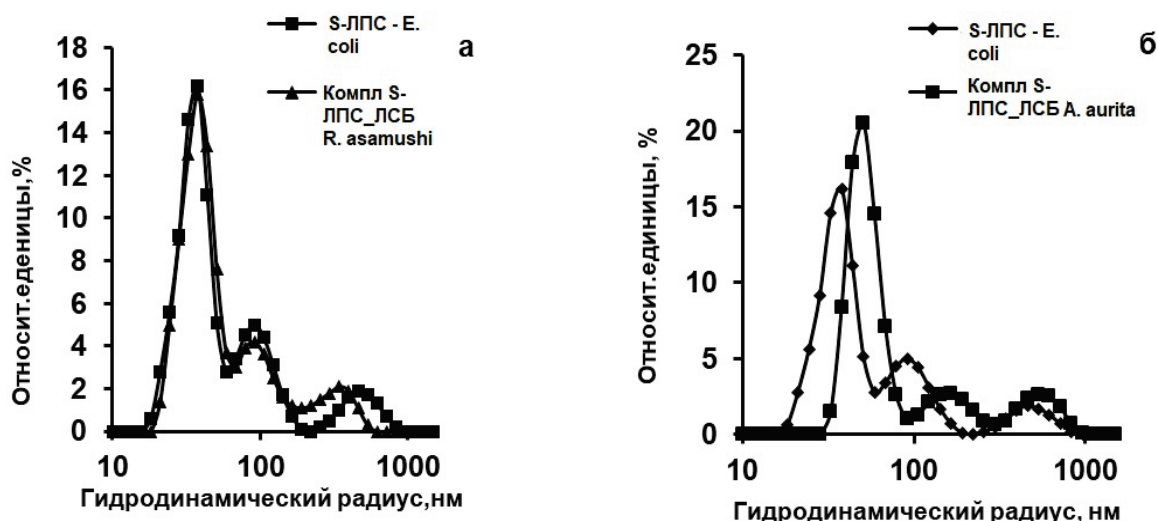 S-ЛПС - E.
coli
Компл S-
ЛПС_ЛСБ
R. asamushi
а
18
16
14
12
10
8
6
4
2
0
Относит.еденицы,%
10 100 1000
Гидродинамический радиус,нм
S-ЛПС - E.
coli
Компл S-
ЛПС_ЛСБ A. aurita
б
25
20
15
10
5
0
Относит.единицы, %
10 100 1000
Гидродинамический радиус, нм